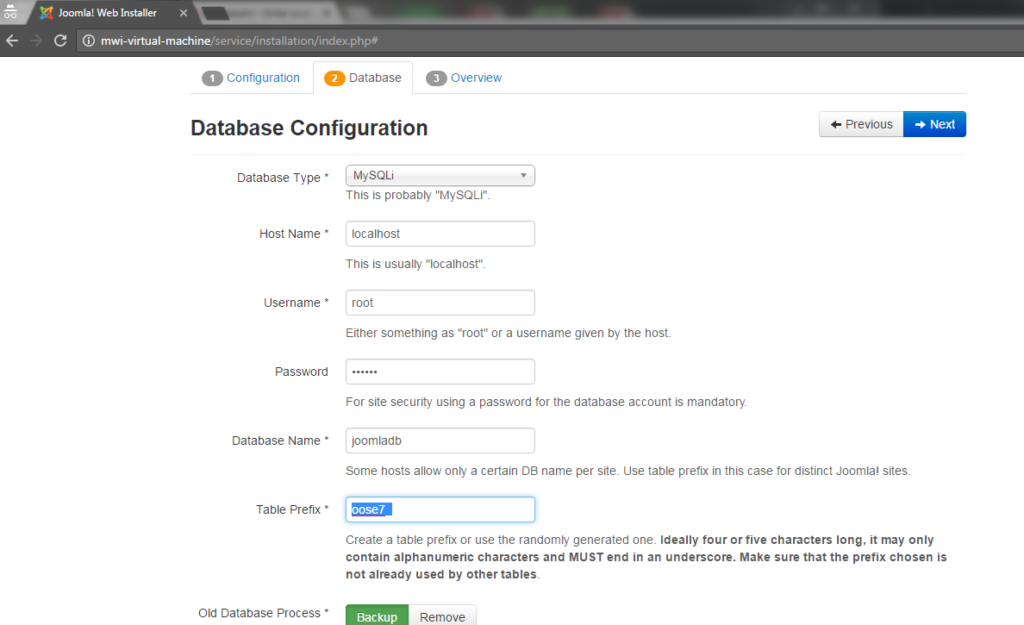 Joomla! Web Installer
mwi-virtual-machine/service/installation/index.php#
1 Configuration 2 Database 3 Overview
Database Configuration
Previous Next
Database Type * MySQLi
This is probably "MySQLi".
Host Name * localhost
This is usually "localhost".
Username * root
Either something as "root" or a username given by the host.
Password ••••••
For site security using a password for the database account is mandatory.
Database Name * joomladb
Some hosts allow only a certain DB name per site. Use table prefix in this case for distinct Joomla! sites.
Table Prefix * oose7_
Create a table prefix or use the randomly generated one. Ideally four or five characters long, it may only
contain alphanumeric characters and MUST end in an underscore. Make sure that the prefix chosen is
not already used by other tables.
Old Database Process * Backup Remove